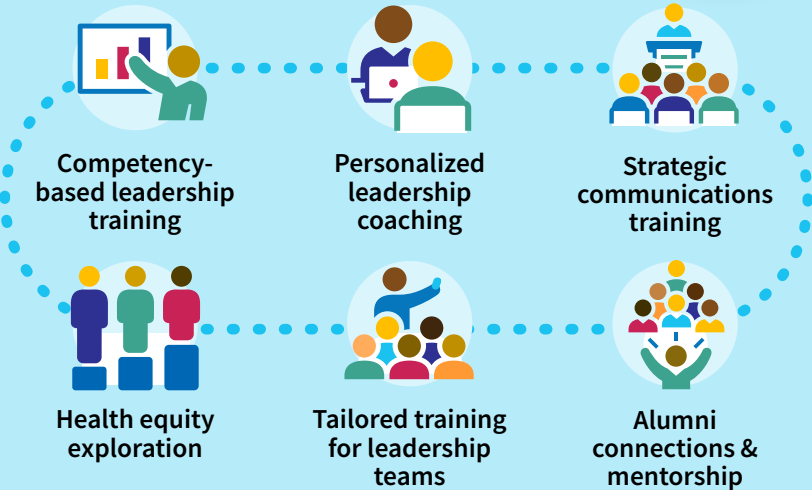 Competency-
based leadership
training
Personalized
leadership
coaching
Strategic
communications
training
Health equity
exploration
Tailored training
for leadership
teams
Alumni
connections &
mentorship